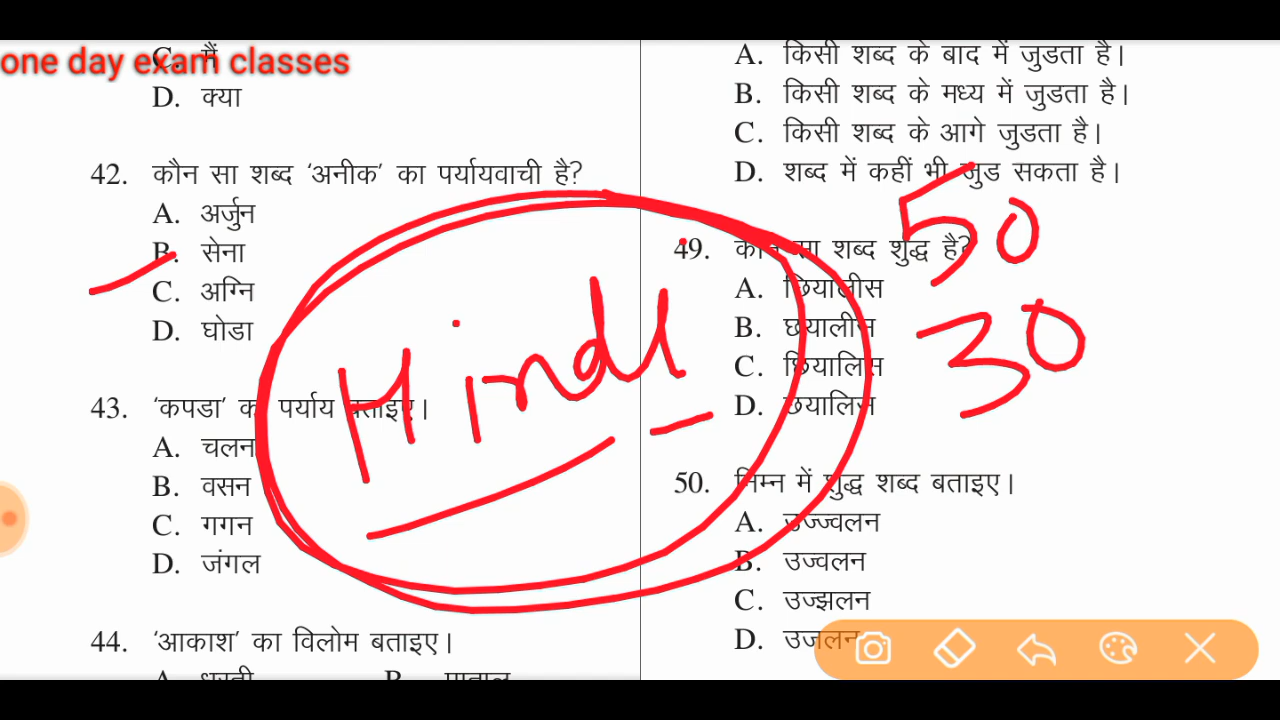 one day exam classes
C. मैं
D. क्या
42. कौन सा शब्द ‘अनीक’ का पर्यायवाची है?
A. अर्जुन
B. सेना
C. अग्नि
D. घोडा
43. ‘कपडा’ का पर्याय बताइए।
A. चलन
B. वसन
C. गगन
D. जंगल
44. ‘आकाश’ का विलोम बताइए।
A. धरती B. पाताल
Hindi
A. किसी शब्द के बाद में जुडता है।
B. किसी शब्द के मध्य में जुडता है।
C. किसी शब्द के आगे जुडता है।
D. शब्द में कहीं भी जुड सकता है।
49. कौन सा शब्द शुद्ध है?
A. छियालीस
B. छयालीस
C. छियालिस
D. छयालिस
50
30
50. निम्न में शुद्ध शब्द बताइए।
A. उज्ज्वलन
B. उज्वलन
C. उज्झलन
D. उजलन